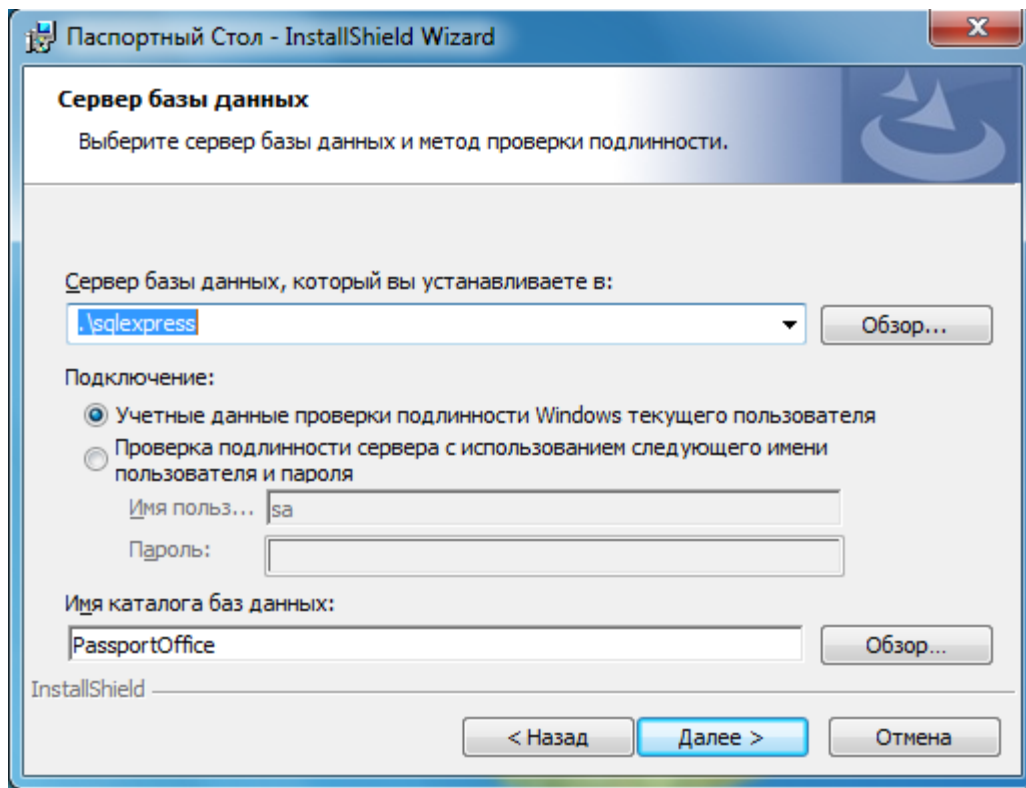 Паспортный Стол - InstallShield Wizard
Сервер базы данных
Выберите сервер базы данных и метод проверки подлинности.
Сервер базы данных, который вы устанавливаете в:
.\sqlexpress
Обзор...
Подключение:
Учетные данные проверки подлинности Windows текущего пользователя
Проверка подлинности сервера с использованием следующего имени
пользователя и пароля
Имя польз...
sa
Пароль:
Имя каталога баз данных:
PassportOffice
Обзор...
InstallShield
< Назад
Далее >
Отмена